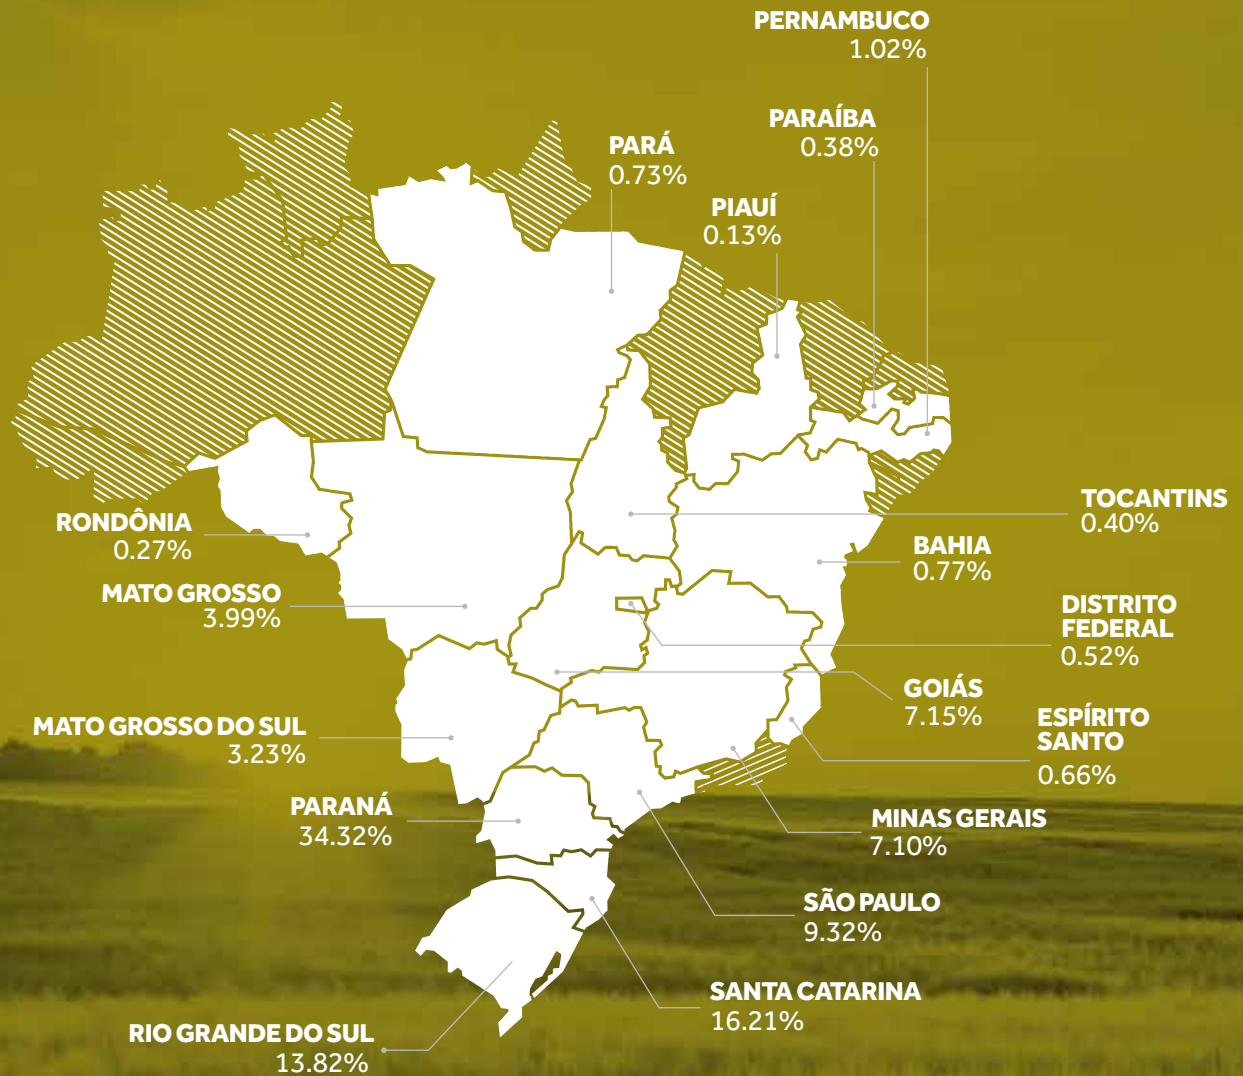 PERNAMBUCO
1.02%
PARAÍBA
0.38%
PARÁ
0.73%
PIAUÍ
0.13%
TOCANTINS
0.40%
RONDÔNIA
0.27%
BAHIA
0.77%
MATO GROSSO
3.99%
DISTRITO
FEDERAL
0.52%
GOIÁS
7.15%
ESPÍRITO
SANTO
0.66%
MATO GROSSO DO SUL
3.23%
PARANÁ
34.32%
MINAS GERAIS
7.10%
SÃO PAULO
9.32%
SANTA CATARINA
16.21%
RIO GRANDE DO SUL
13.82%